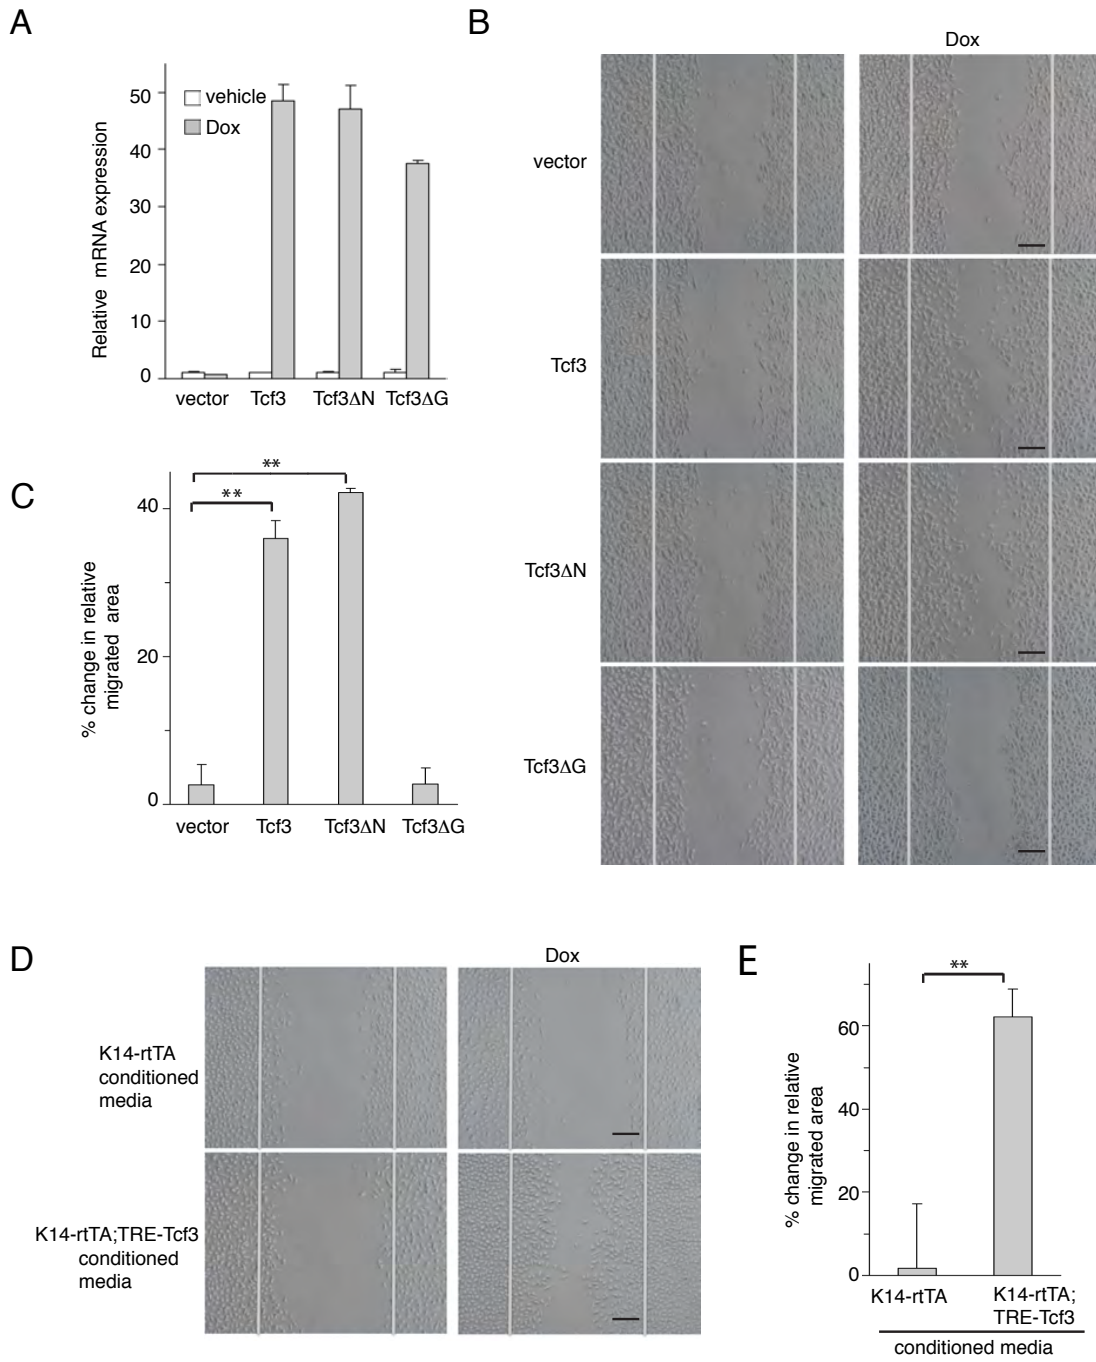 A
50
40
30
20
10
0
Relative mRNA expression
vehicle
Dox
vector
Tcf3
Tcf3ΔN
Tcf3ΔG
B
Dox
vector
Tcf3
Tcf3ΔN
Tcf3ΔG
C
**
**
40
20
0
% change in relative
migrated area
vector
Tcf3
Tcf3ΔN
Tcf3ΔG
D
Dox
K14-rtTA
conditioned
media
K14-rtTA;TRE-Tcf3
conditioned
media
E
**
60
40
20
0
% change in relative
migrated area
K14-rtTA
K14-rtTA;
TRE-Tcf3
conditioned media